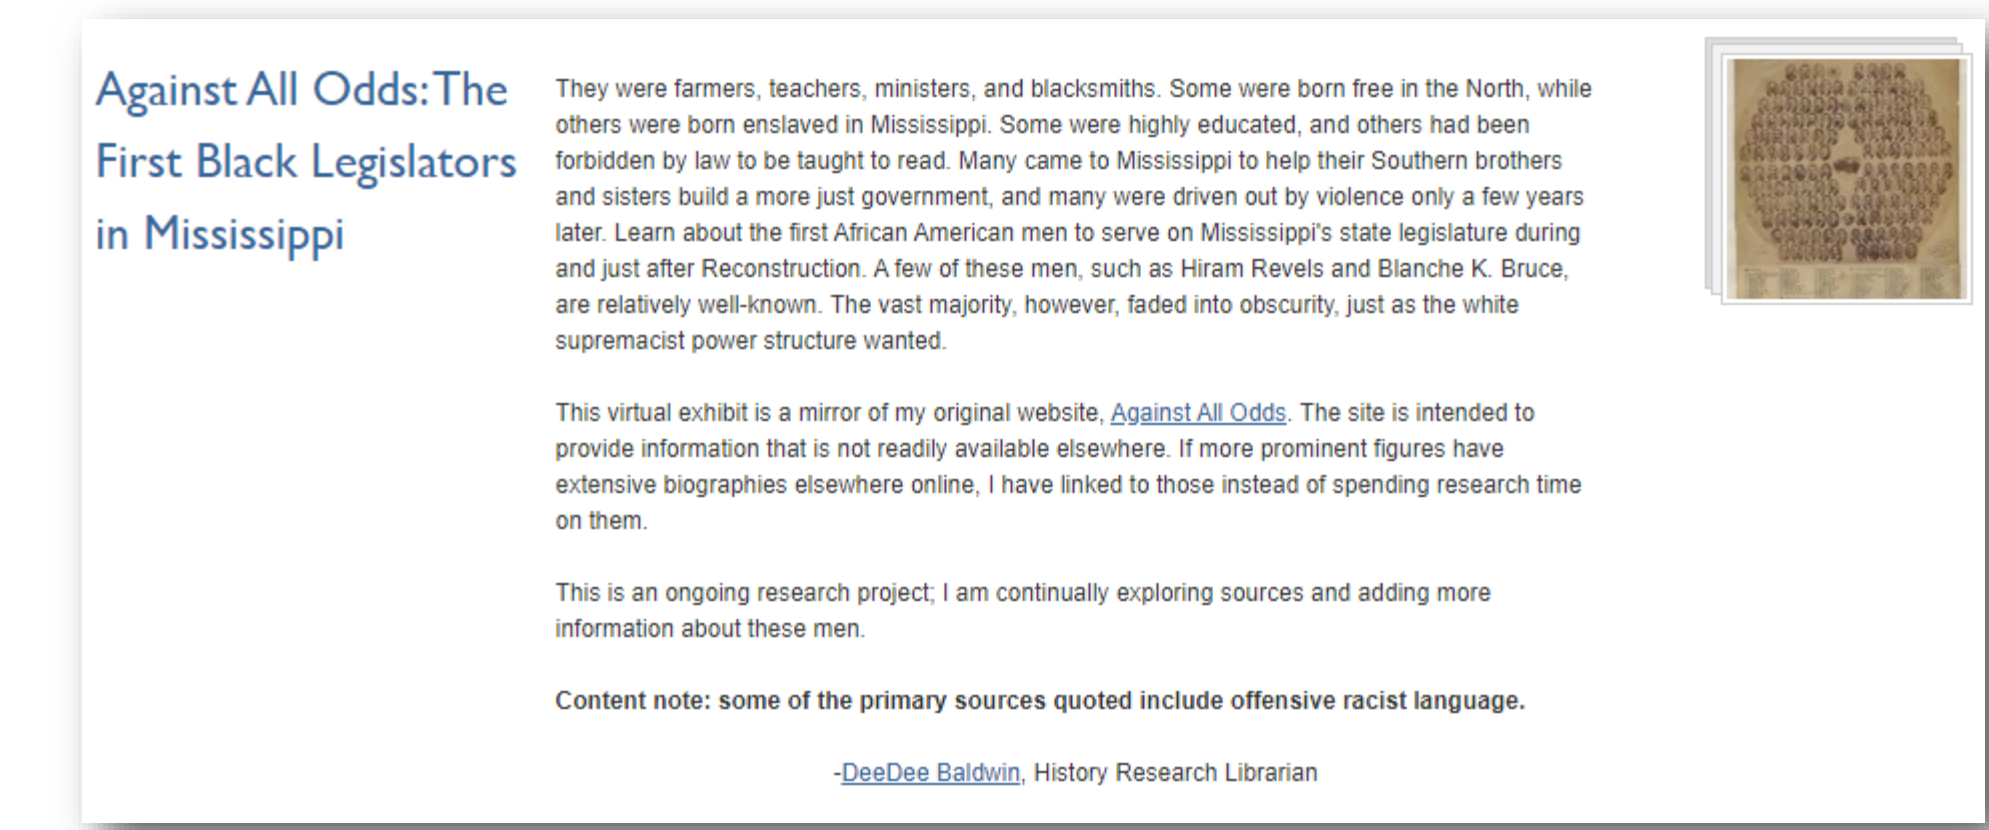 Against All Odds: The
First Black Legislators
in Mississippi
They were farmers, teachers, ministers, and blacksmiths. Some were born free in the North, while
others were born enslaved in Mississippi. Some were highly educated, and others had been
forbidden by law to be taught to read. Many came to Mississippi to help their Southern brothers
and sisters build a more just government, and many were driven out by violence only a few years
later. Learn about the first African American men to serve on Mississippi's state legislature during
and just after Reconstruction. A few of these men, such as Hiram Revels and Blanche K. Bruce,
are relatively well-known. The vast majority, however, faded into obscurity, just as the white
supremacist power structure wanted.
This virtual exhibit is a mirror of my original website, Against All Odds. The site is intended to
provide information that is not readily available elsewhere. If more prominent figures have
extensive biographies elsewhere online, I have linked to those instead of spending research time
on them.
This is an ongoing research project; I am continually exploring sources and adding more
information about these men.
Content note: some of the primary sources quoted include offensive racist language.
-DeeDee Baldwin, History Research Librarian